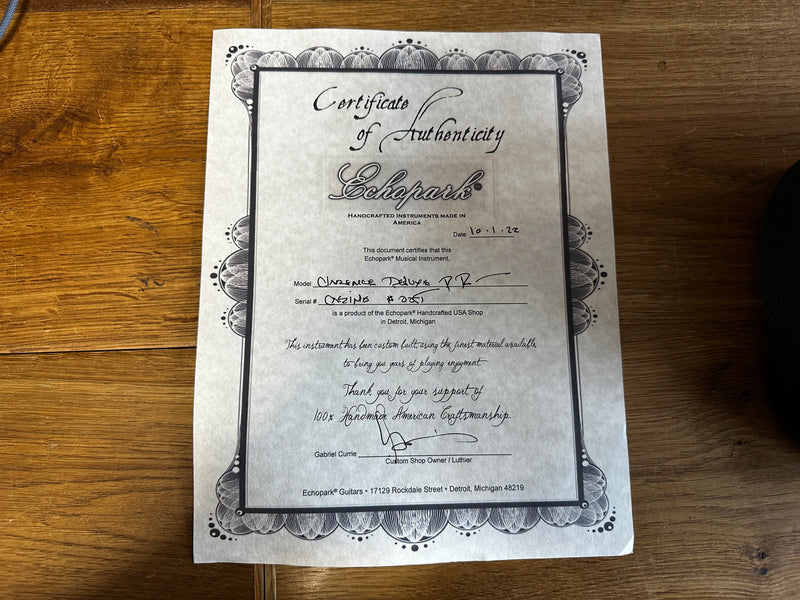 Certificate
of Authenticity
Echopark®
Handcrafted Instruments made in
America
Date 10·1·22
This document certifies that this
Echopark® Musical Instrument,
Model Clarence Deluxe
Serial #
is a product of the Echopark® Handcrafted USA Shop
in Detroit, Michigan
This instrument has been custom built, using the finest material available,
to bring you years of playing enjoyment
Thank you for your support of
100% Handmade American Craftsmanship.
Gabriel Currie
Custom Shop Owner / Luthier
Echopark® Guitars • 17129 Rockdale Street • Detroit, Michigan 48219